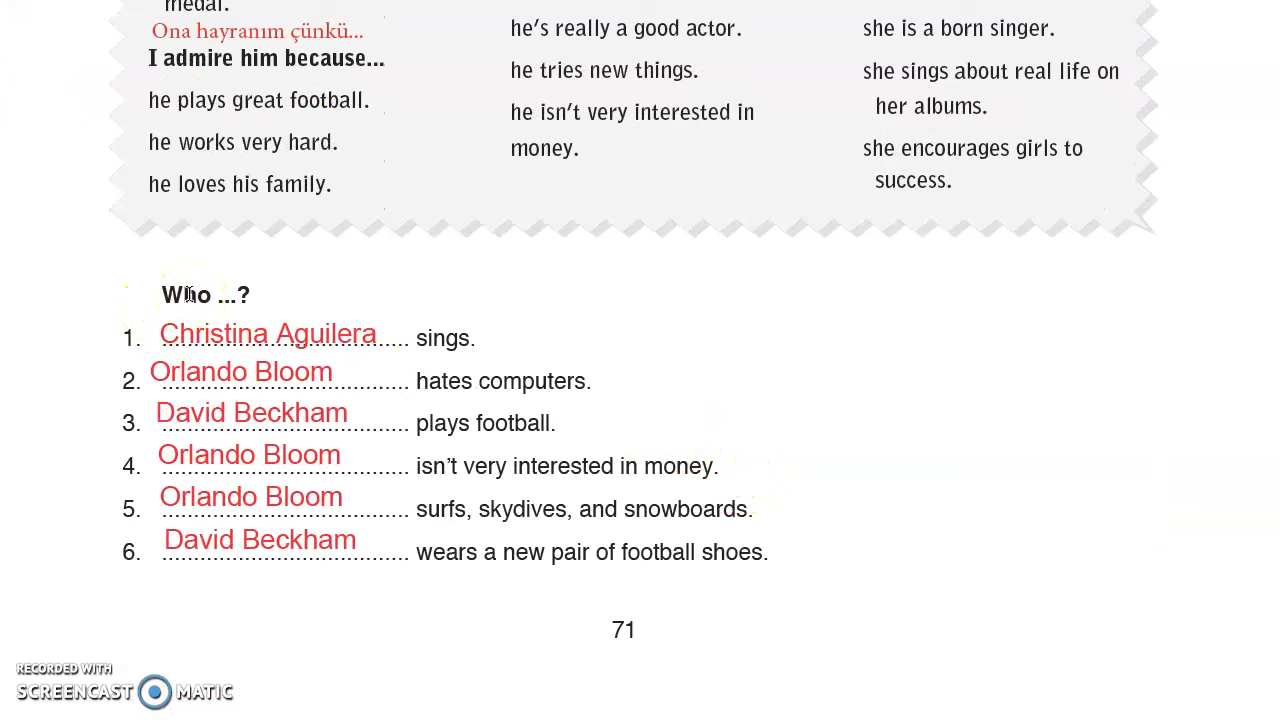 medal.
Ona hayranım çünkü...
I admire him because...
he plays great football.
he works very hard.
he loves his family.
he's really a good actor.
he tries new things.
he isn't very interested in
money.
she is a born singer.
she sings about real life on
her albums.
she encourages girls to
success.
Who ...?
1. Christina Aguilera sings.
2. Orlando Bloom hates computers.
3. David Beckham plays football.
4. Orlando Bloom isn't very interested in money.
5. Orlando Bloom surfs, skydives, and snowboards.
6. David Beckham wears a new pair of football shoes.
71
RECORDED WITH
SCREENCAST MATIC